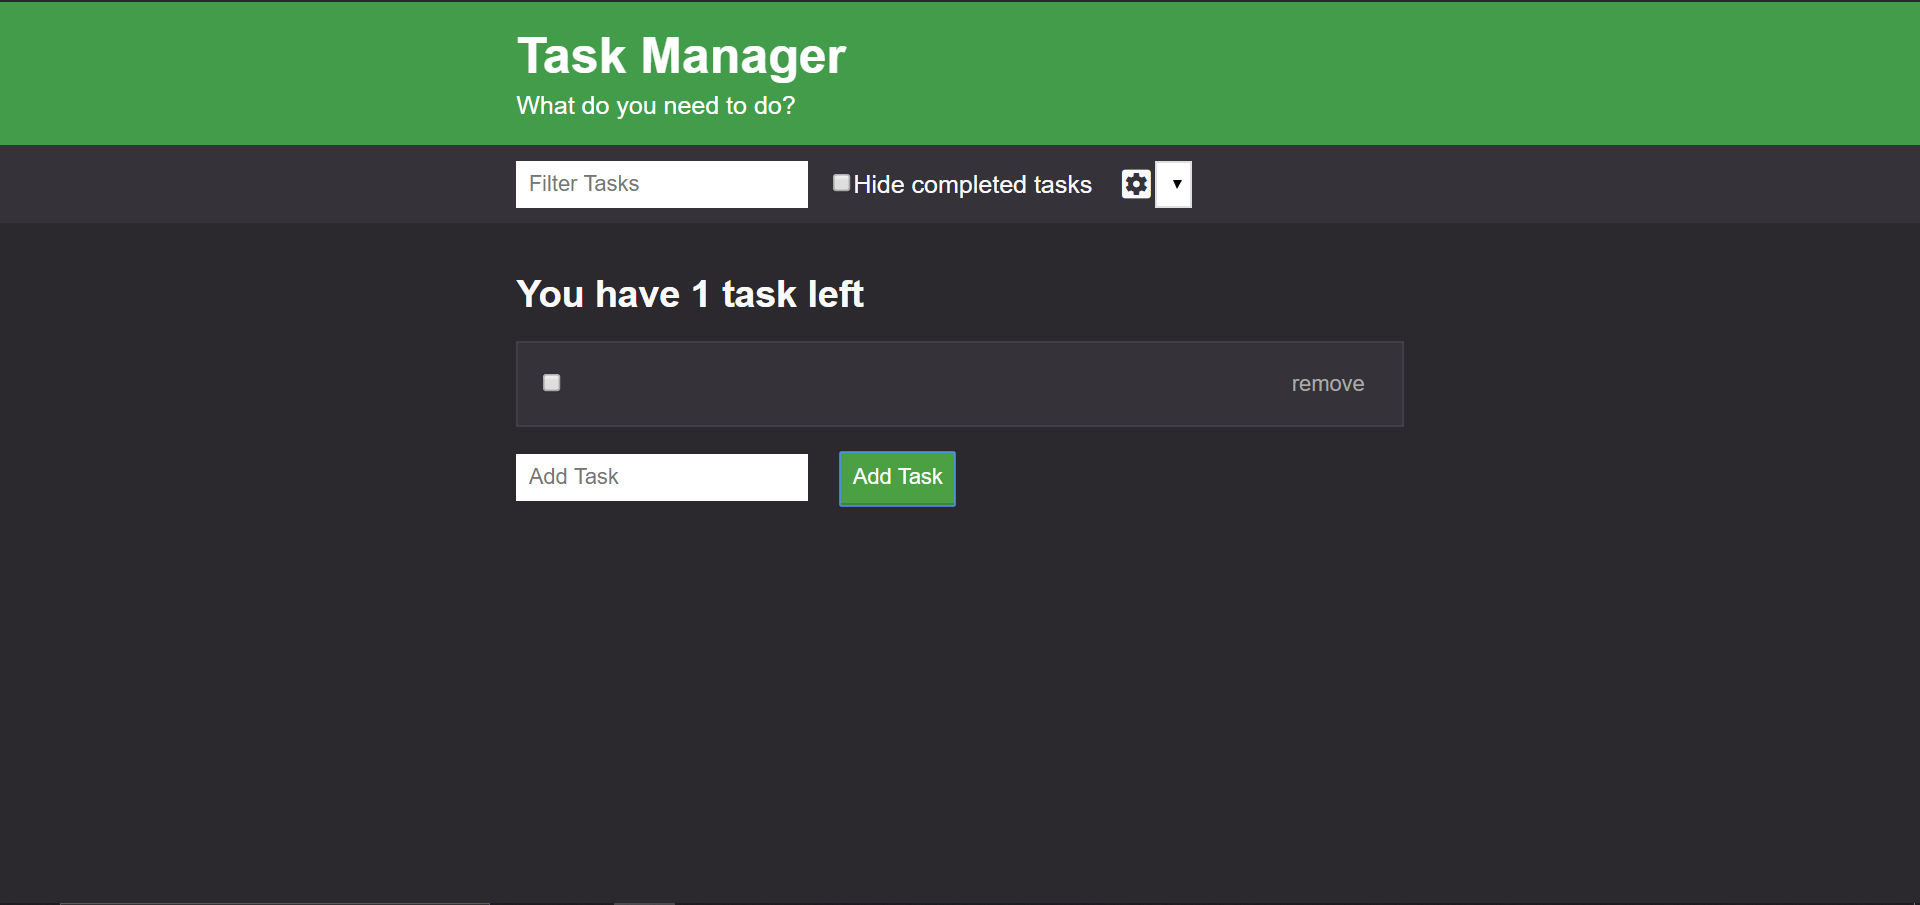 Task Manager
What do you need to do?
Filter Tasks
Hide completed tasks
You have 1 task left
remove
Add Task
Add Task